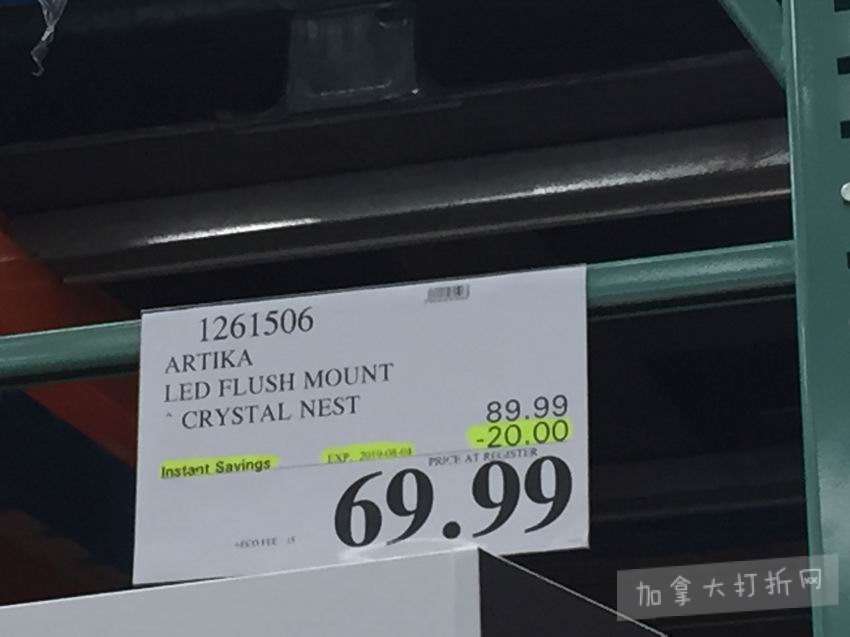 1261506
ARTIKA
LED FLUSH MOUNT
^ CRYSTAL NEST
89.99
-20.00
Instant Savings
EXP. 2019-08-04
PRICE AT REGISTER
69.99
加拿大打折网